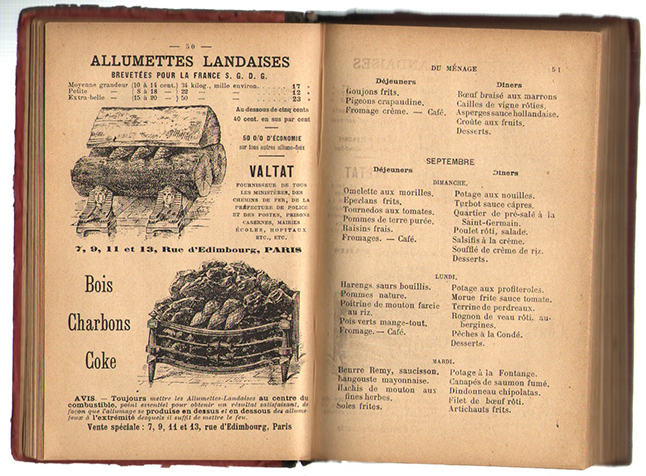 — 50 —
ALLUMETTES LANDAISES
BREVETÉES POUR LA FRANCE S. G. D. G.
Moyenne grandeur (10 à 14 cent.) 34 kilog., mille environ. 17 »
Petite — ( 8 à 18 — ) 22 — 12 »
Extra-belle — (15 à 20 — ) 50 — 23 »
Au dessous de cinq cents
40 cent. en sus par cent
50 0/0 D'ÉCONOMIE
sur tous autres allume-feux
VALTAT
FOURNISSEUR DE TOUS
LES MINISTÈRES, DES
CHEMINS DE FER, DE LA
PRÉFECTURE DE POLICE
ET DES POSTES, PRISONS
CASERNES, MAIRIES
ÉCOLES, HOPITAUX
ETC., ETC.
7, 9, 11 et 13, Rue d'Edimbourg, PARIS
Bois
Charbons
Coke
AVIS. — Toujours mettre les Allumettes-Landaises au centre du
combustible, point essentiel pour obtenir un résultat satisfaisant, de
façon que l'allumage se produise en dessus et en dessous des allume-
feux à l'extrémité desquels il suffit de mettre le feu.
Vente spéciale : 7, 9, 11 et 13, rue d'Edimbourg, Paris
DU MÉNAGE 51
Déjeuners
Goujons frits.
Pigeons crapaudine.
Fromage crème. — Café.
Dîners
Bœuf braisé aux marrons
Cailles de vigne rôties.
Asperges sauce hollandaise.
Croûte aux fruits.
Desserts.
SEPTEMBRE
Déjeuners Dîners
DIMANCHE.
Omelette aux morilles.
Eperlans frits.
Tournedos aux tomates.
Pommes de terre purée.
Raisins frais.
Fromages. — Café.
Potage aux nouilles.
Turbot sauce câpres.
Quartier de pré-salé à la
Saint-Germain.
Poulet rôti, salade.
Salsifis à la crème.
Soufflé de crème de riz.
Desserts.
LUNDI.
Harengs saurs bouillis.
Pommes nature.
Poitrine de mouton farcie
au riz.
Pois verts mange-tout.
Fromage. — Café.
Potage aux profiteroles.
Morue frite sauce tomate.
Terrine de perdreaux.
Rognon de veau rôti, au-
bergines.
Pêches à la Condé.
Desserts.
MARDI.
Beurre Remy, saucisson.
Langouste mayonnaise.
Hachis de mouton aux
fines herbes.
Soles frites.
Potage à la Fontange.
Canapés de saumon fumé.
Dindonneau chipolatas.
Filet de bœuf rôti.
Artichauts frits.